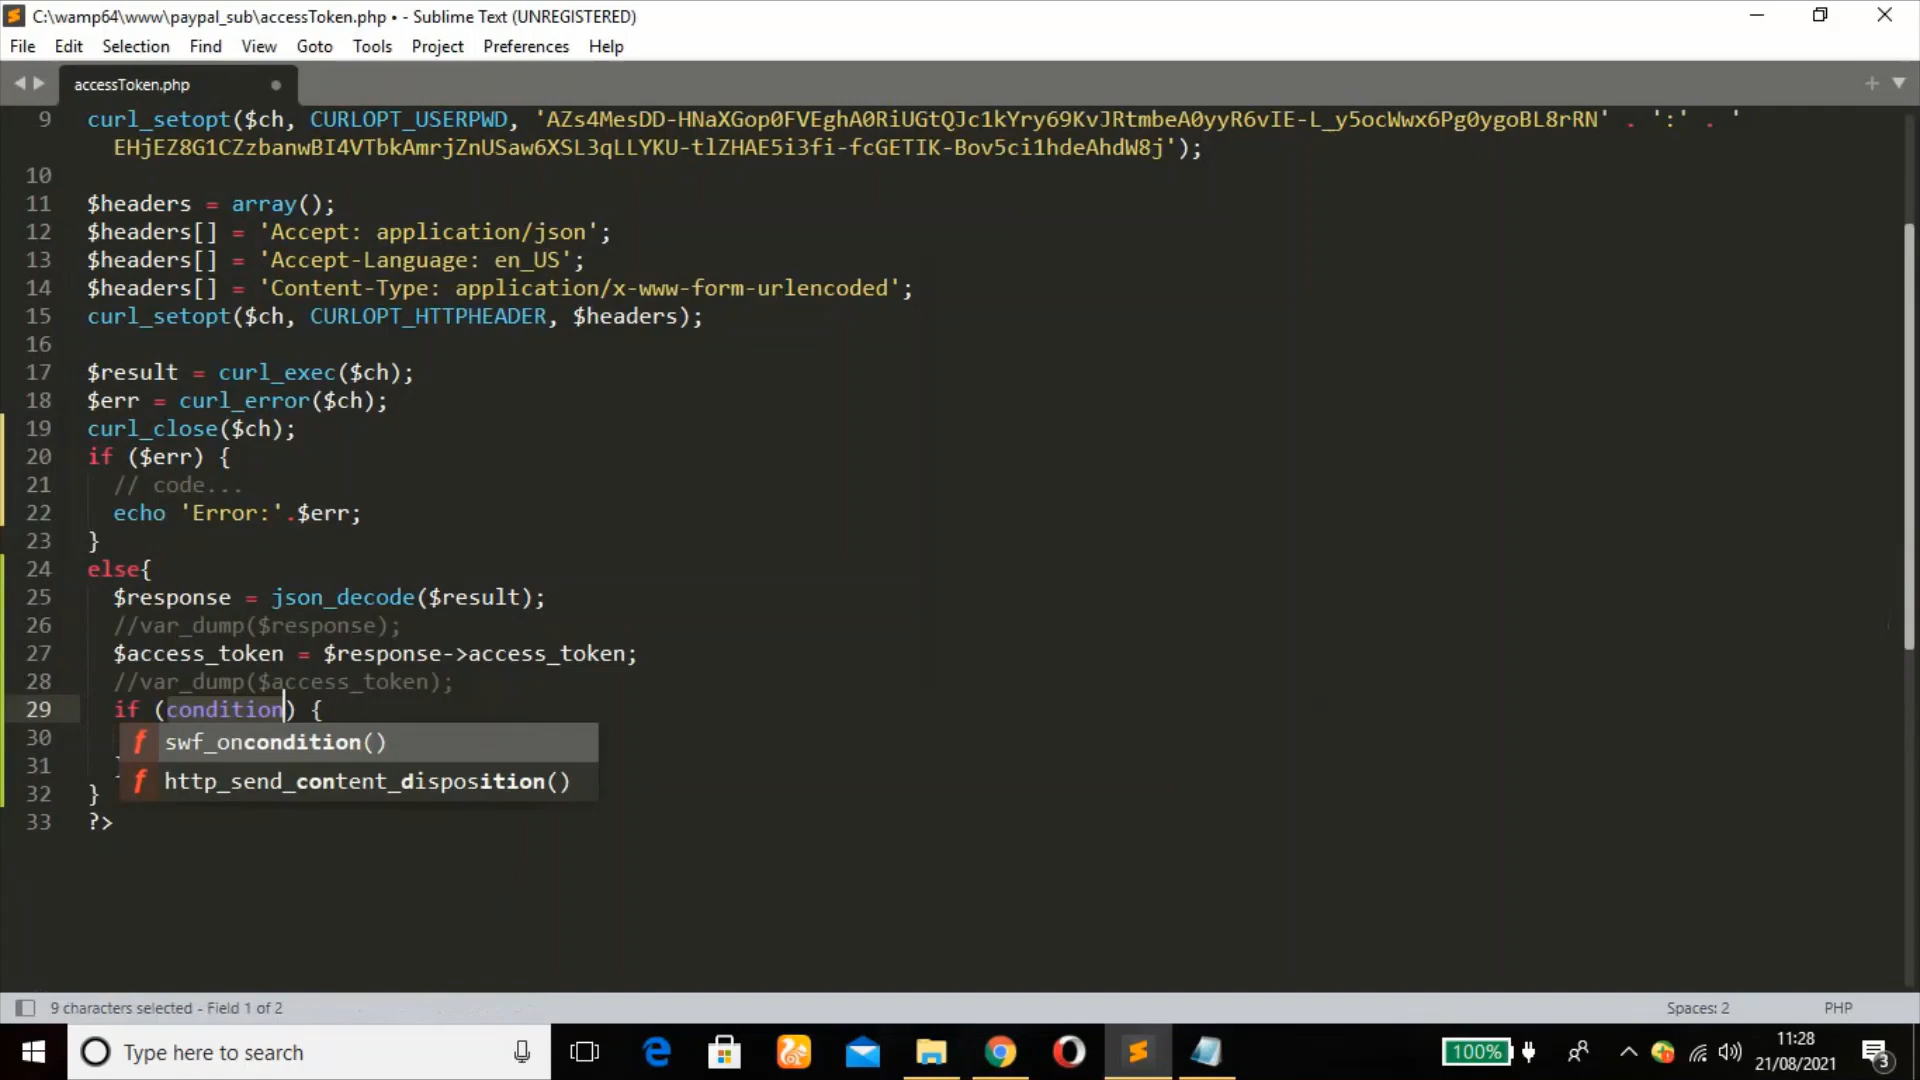 C:\wamp64\www\paypal_sub\accessToken.php • - Sublime Text (UNREGISTERED)
File Edit Selection Find View Goto Tools Project Preferences Help
accessToken.php
9 curl_setopt($ch, CURLOPT_USERPWD, 'AZs4MesDD-HNaXGop0FVEghA0RiUGtQJc1kYry69KvJRtmbeA0yyR6vIE-L_y5ocWwx6Pg0ygoBL8rRN' . ':' . '
EHjEZ8G1CZzbanwBI4VTbkAmrjZnUSaw6XSL3qLLYKU-tlZHAE5i3fi-fcGETIK-Bov5ci1hdeAhdW8j');
10
11 $headers = array();
12 $headers[] = 'Accept: application/json';
13 $headers[] = 'Accept-Language: en_US';
14 $headers[] = 'Content-Type: application/x-www-form-urlencoded';
15 curl_setopt($ch, CURLOPT_HTTPHEADER, $headers);
16
17 $result = curl_exec($ch);
18 $err = curl_error($ch);
19 curl_close($ch);
20 if ($err) {
21 // code...
22 echo 'Error:'.$err;
23 }
24 else{
25 $response = json_decode($result);
26 //var_dump($response);
27 $access_token = $response->access_token;
28 //var_dump($access_token);
29 if (condition) {
30 f swf_oncondition()
31 f http_send_content_disposition()
32 }
33 ?>
9 characters selected - Field 1 of 2 Spaces: 2 PHP
Type here to search 100% 11:28
21/08/2021 3